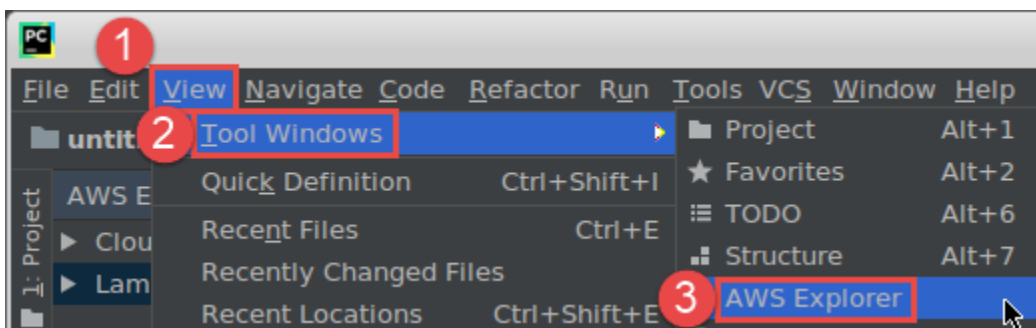 PC
1
File Edit View Navigate Code Refactor Run Tools VCS Window Help
2
untit
Tool Windows
Project Alt+1
Quick Definition Ctrl+Shift+I
Favorites Alt+2
AWS E
TODO Alt+6
1: Project
Clou
Recent Files Ctrl+E
Structure Alt+7
Lam
Recently Changed Files
3
AWS Explorer
Recent Locations Ctrl+Shift+E